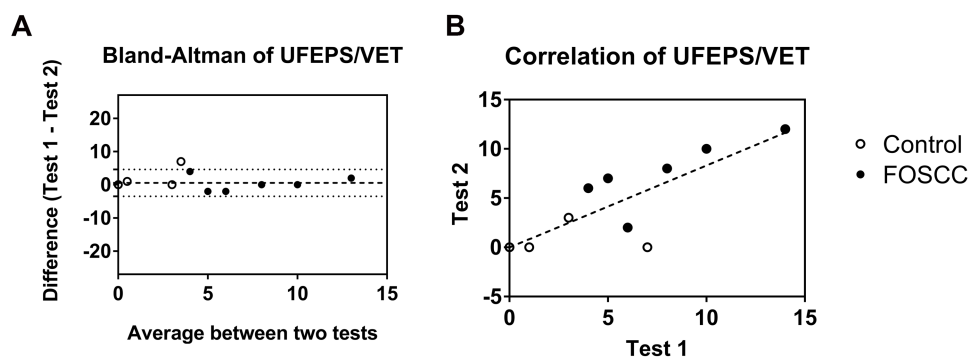 A
Bland-Altman of UFEPS/VET
Difference (Test 1 - Test 2)
20
10
0
-10
-20
0 5 10 15
Average between two tests
B
Correlation of UFEPS/VET
Test 2
15
10
5
0
-5
0 5 10 15
Test 1
Control
FOSCC